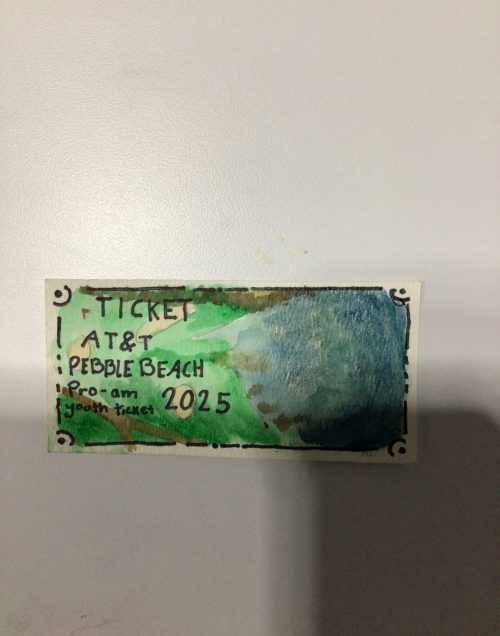 TICKET
AT&T
PEBBLE BEACH
Pro-am
youth ticket 2025